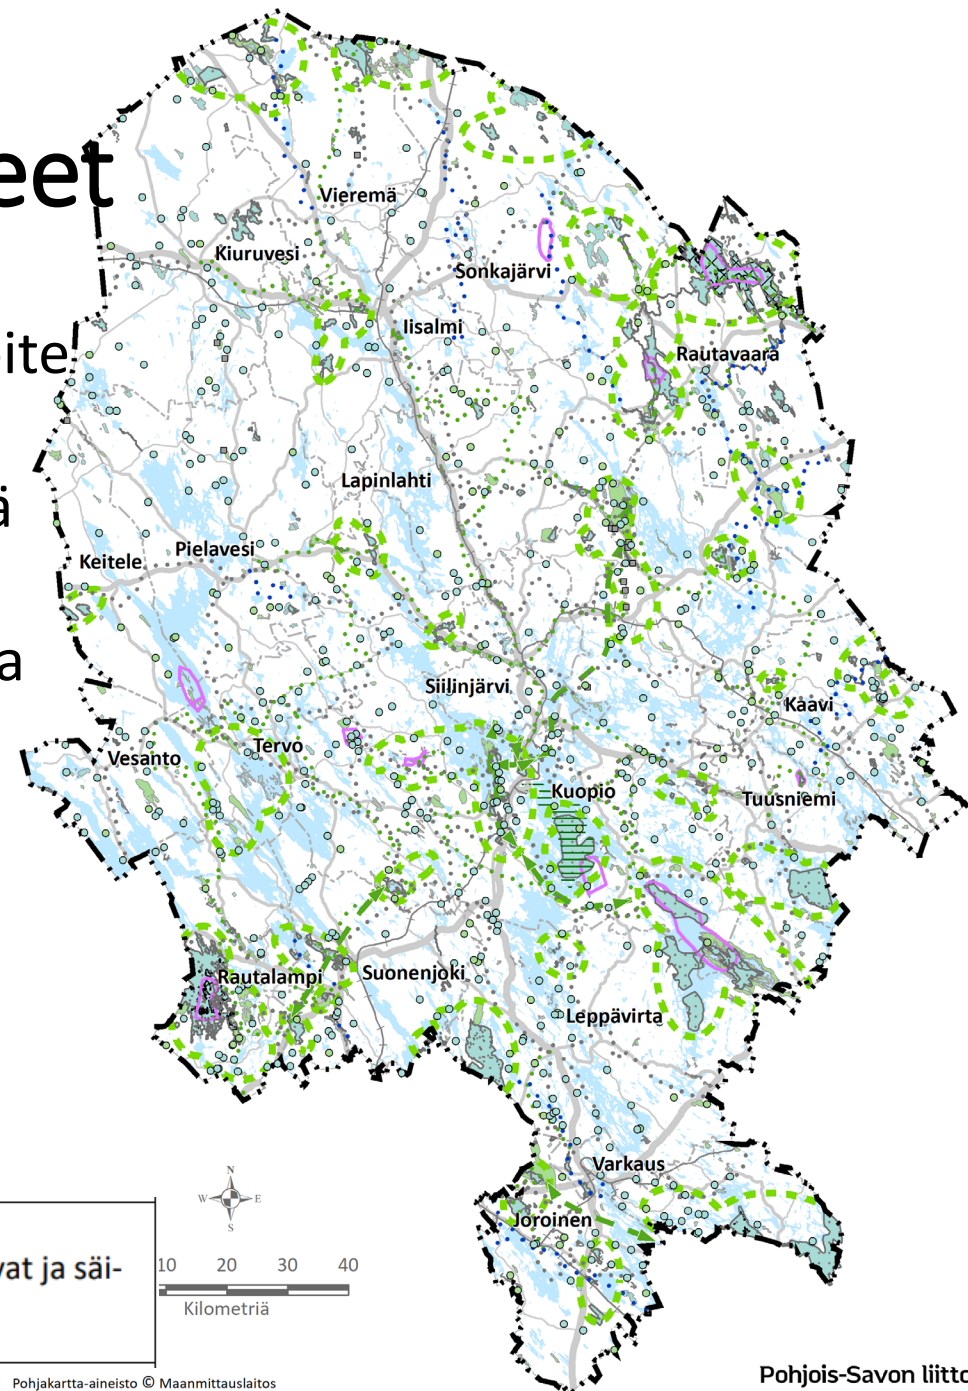 eet
Vieremä
Kiuruvesi
Sonkajärvi
Iisalmi
ite
Rautavaara
Lapinlahti
ä
Pielavesi
Keitele
a
Siilinjärvi
Kaavi
Tervo
Vesanto
Kuopio
Tuusniemi
Rautalampi
Suonenjoki
Leppävirta
Varkaus
N
W E
S
Joroinen
vat ja säi-
10 20 30 40
Kilometriä
Pohjois-Savon liitto
Pohjakartta-aineisto © Maanmittauslaitos